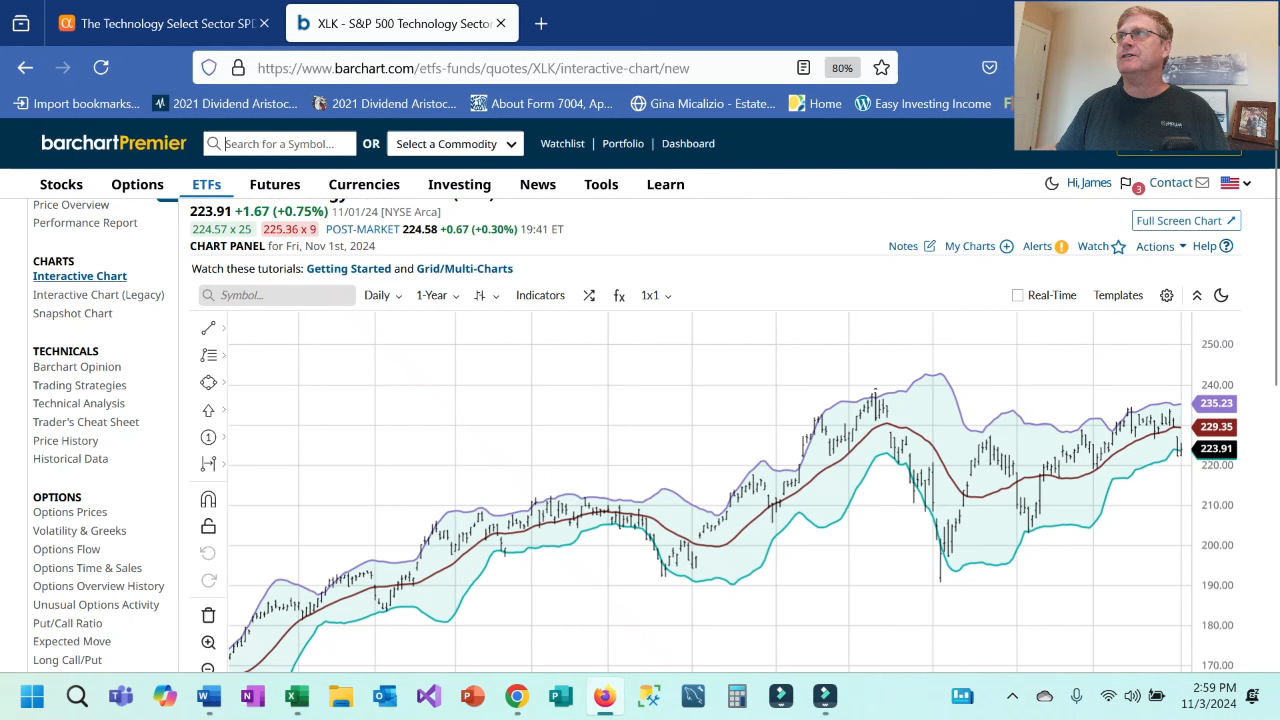 The Technology Select Sector SPI
XLK - S&P 500 Technology Sector
https://www.barchart.com/etfs-funds/quotes/XLK/interactive-chart/new
80%
Import bookmarks...
2021 Dividend Aristoc...
2021 Dividend Aristoc...
About Form 7004, Ap...
Gina Micalizio - Estate...
Home
Easy Investing Income
barchartPremier
Search for a Symbol...
OR
Select a Commodity
Watchlist | Portfolio | Dashboard
Stocks
Options
ETFs
Futures
Currencies
Investing
News
Tools
Learn
Hi, James
3
Contact
Price Overview
Performance Report
CHARTS
Interactive Chart
Interactive Chart (Legacy)
Snapshot Chart
TECHNICALS
Barchart Opinion
Trading Strategies
Technical Analysis
Trader's Cheat Sheet
Price History
Historical Data
OPTIONS
Options Prices
Volatility & Greeks
Options Flow
Options Time & Sales
Options Overview History
Unusual Options Activity
Put/Call Ratio
Expected Move
Long Call/Put
223.91 +1.67 (+0.75%) 11/01/24 [NYSE Arca]
224.57 x 25 225.36 x 9 POST-MARKET 224.58 +0.67 (+0.30%) 19:41 ET
CHART PANEL for Fri, Nov 1st, 2024
Full Screen Chart
Notes
My Charts
Alerts
Watch
Actions
Help
Watch these tutorials: Getting Started and Grid/Multi-Charts
Symbol...
Daily
1-Year
Indicators
fx
1x1
Real-Time
Templates
250.00
240.00
235.23
229.35
223.91
220.00
210.00
200.00
190.00
180.00
170.00
2:59 PM
11/3/2024